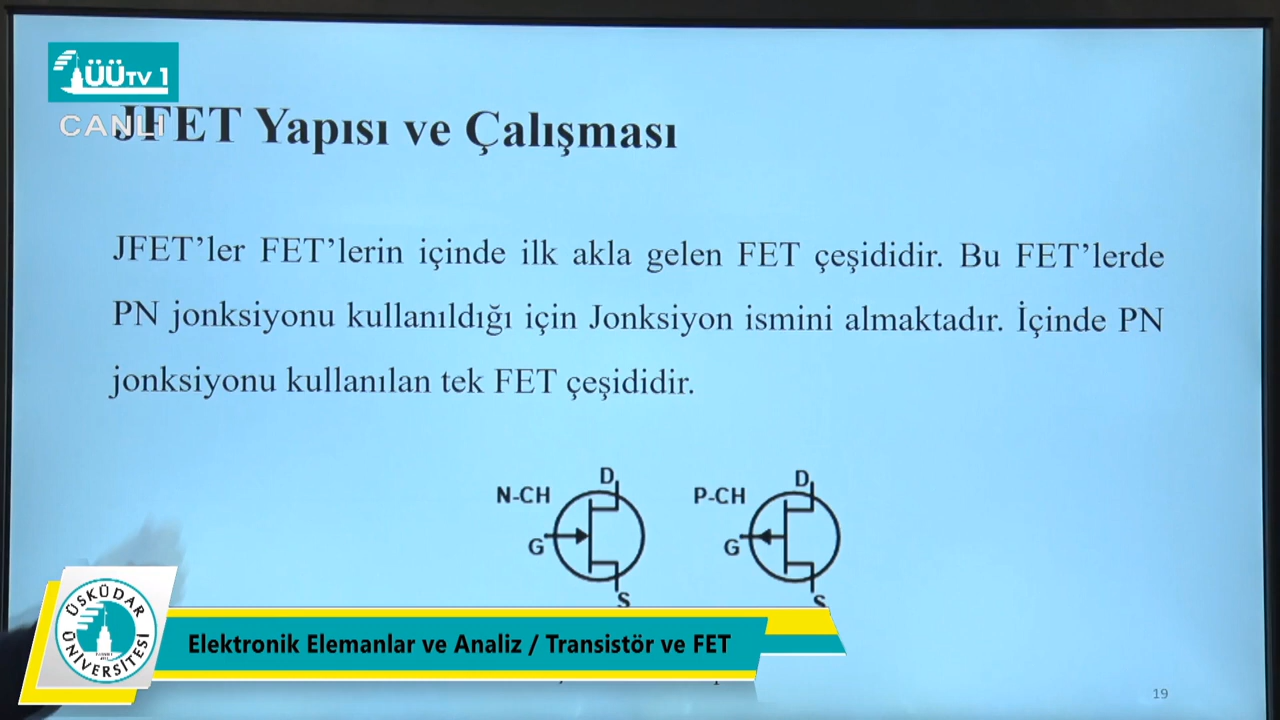 ÜÜTV 1
CANLI
JFET Yapısı ve Çalışması
JFET’ler FET’lerin içinde ilk akla gelen FET çeşididir. Bu FET’lerde
PN jonksiyonu kullanıldığı için Jonksiyon ismini almaktadır. İçinde PN
jonksiyonu kullanılan tek FET çeşididir.
N-CH
D
G
S
P-CH
D
G
S
ÜSKÜDAR
ÜNİVERSİTESİ
Elektronik Elemanlar ve Analiz / Transistör ve FET
19